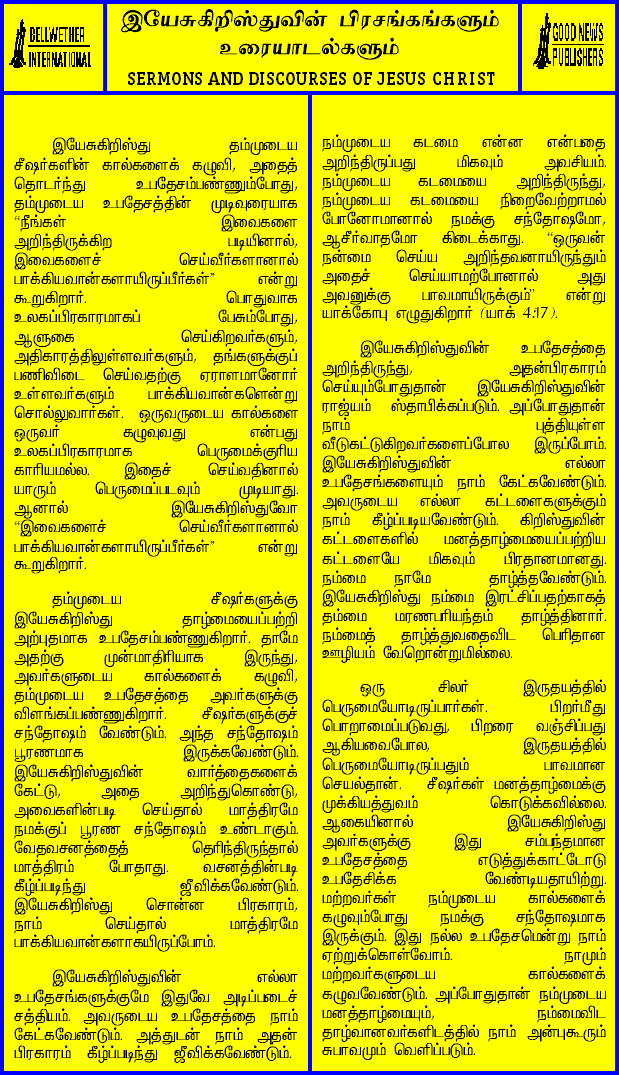 BELLWETHER
INTERNATIONAL
இயேசுகிறிஸ்துவின் பிரசங்கங்களும்
உரையாடல்களும்
SERMONS AND DISCOURSES OF JESUS CHRIST
GOOD NEWS
PUBLISHERS
இயேசுகிறிஸ்து தம்முடைய
சீஷர்களின் கால்களைக் கழுவி, அதைத்
தொடர்ந்து உபதேசம்பண்ணும்போது,
தம்முடைய உபதேசத்தின் முடிவுரையாக
“நீங்கள் இவைகளை
அறிந்திருக்கிற படியினால்,
இவைகளைச் செய்வீர்களானால்
பாக்கியவான்களாயிருப்பீர்கள்” என்று
கூறுகிறார். பொதுவாக
உலகப்பிரகாரமாகப் பேசும்போது,
ஆளுகை செய்கிறவர்களும்,
அதிகாரத்திலுள்ளவர்களும், தங்களுக்குப்
பணிவிடை செய்வதற்கு ஏராளமானோர்
உள்ளவர்களும் பாக்கியவான்களென்று
சொல்லுவார்கள். ஒருவருடைய கால்களை
ஒருவர் கழுவுவது என்பது
உலகப்பிரகாரமாக பெருமைக்குரிய
காரியமல்ல. இதைச் செய்வதினால்
யாரும் பெருமைப்படவும் முடியாது.
ஆனால் இயேசுகிறிஸ்துவோ
“இவைகளைச் செய்வீர்களானால்
பாக்கியவான்களாயிருப்பீர்கள்” என்று
கூறுகிறார்.
தம்முடைய சீஷர்களுக்கு
இயேசுகிறிஸ்து தாழ்மையைப்பற்றி
அற்புதமாக உபதேசம்பண்ணுகிறார். தாமே
அதற்கு முன்மாதிரியாக இருந்து,
அவர்களுடைய கால்களைக் கழுவி,
தம்முடைய உபதேசத்தை அவர்களுக்கு
விளங்கப்பண்ணுகிறார். சீஷர்களுக்குச்
சந்தோஷம் வேண்டும். அந்த சந்தோஷம்
பூரணமாக இருக்கவேண்டும்.
இயேசுகிறிஸ்துவின் வார்த்தைகளைக்
கேட்டு, அதை அறிந்துகொண்டு,
அவைகளின்படி செய்தால் மாத்திரமே
நமக்குப் பூரண சந்தோஷம் உண்டாகும்.
வேதவசனத்தைத் தெரிந்திருந்தால்
மாத்திரம் போதாது. வசனத்தின்படி
கீழ்ப்படிந்து ஜீவிக்கவேண்டும்.
இயேசுகிறிஸ்து சொன்ன பிரகாரம்,
நாம் செய்தால் மாத்திரமே
பாக்கியவான்களாகயிருப்போம்.
இயேசுகிறிஸ்துவின் எல்லா
உபதேசங்களுக்குமே இதுவே அடிப்படைச்
சத்தியம். அவருடைய உபதேசத்தை நாம்
கேட்கவேண்டும். அத்துடன் நாம் அதன்
பிரகாரம் கீழ்ப்படிந்து ஜீவிக்கவேண்டும்.
நம்முடைய கடமை என்ன என்பதை
அறிந்திருப்பது மிகவும் அவசியம்.
நம்முடைய கடமையை அறிந்திருந்து,
நம்முடைய கடமையை நிறைவேற்றாமல்
போனோமானால் நமக்கு சந்தோஷமோ,
ஆசீர்வாதமோ கிடைக்காது. “ஒருவன்
நன்மை செய்ய அறிந்தவனாயிருந்தும்
அதைச் செய்யாமற்போனால் அது
அவனுக்கு பாவமாயிருக்கும்” என்று
யாக்கோபு எழுதுகிறார் (யாக் 4:17).
இயேசுகிறிஸ்துவின் உபதேசத்தை
அறிந்திருந்து, அதன்பிரகாரம்
செய்யும்போதுதான் இயேசுகிறிஸ்துவின்
ராஜ்யம் ஸ்தாபிக்கப்படும். அப்போதுதான்
நாம் புத்தியுள்ள
வீடுகட்டுகிறவர்களைப்போல இருப்போம்.
இயேசுகிறிஸ்துவின் எல்லா
உபதேசங்களையும் நாம் கேட்கவேண்டும்.
அவருடைய எல்லா கட்டளைகளுக்கும்
நாம் கீழ்ப்படியவேண்டும். கிறிஸ்துவின்
கட்டளைகளில் மனத்தாழ்மையைப்பற்றிய
கட்டளையே மிகவும் பிரதானமானது.
நம்மை நாமே தாழ்த்தவேண்டும்.
இயேசுகிறிஸ்து நம்மை இரட்சிப்பதற்காகத்
தம்மை மரணபரியந்தம் தாழ்த்தினார்.
நம்மைத் தாழ்த்துவதைவிட பெரிதான
ஊழியம் வேறொன்றுமில்லை.
ஒரு சிலர் இருதயத்தில்
பெருமையோடிருப்பார்கள். பிறர்மீது
பொறாமைப்படுவது, பிறரை வஞ்சிப்பது
ஆகியவைபோல, இருதயத்தில்
பெருமையோடிருப்பதும் பாவமான
செயல்தான். சீஷர்கள் மனத்தாழ்மைக்கு
முக்கியத்துவம் கொடுக்கவில்லை.
ஆகையினால் இயேசுகிறிஸ்து
அவர்களுக்கு இது சம்பந்தமான
உபதேசத்தை எடுத்துக்காட்டோடு
உபதேசிக்க வேண்டியதாயிற்று.
மற்றவர்கள் நம்முடைய கால்களைக்
கழுவும்போது நமக்கு சந்தோஷமாக
இருக்கும். இது நல்ல உபதேசமென்று நாம்
ஏற்றுக்கொள்வோம். நாமும்
மற்றவர்களுடைய கால்களைக்
கழுவவேண்டும். அப்போதுதான் நம்முடைய
மனத்தாழ்மையும், நம்மைவிட
தாழ்வானவர்களிடத்தில் நாம் அன்புகூரும்
சுபாவமும் வெளிப்படும்.